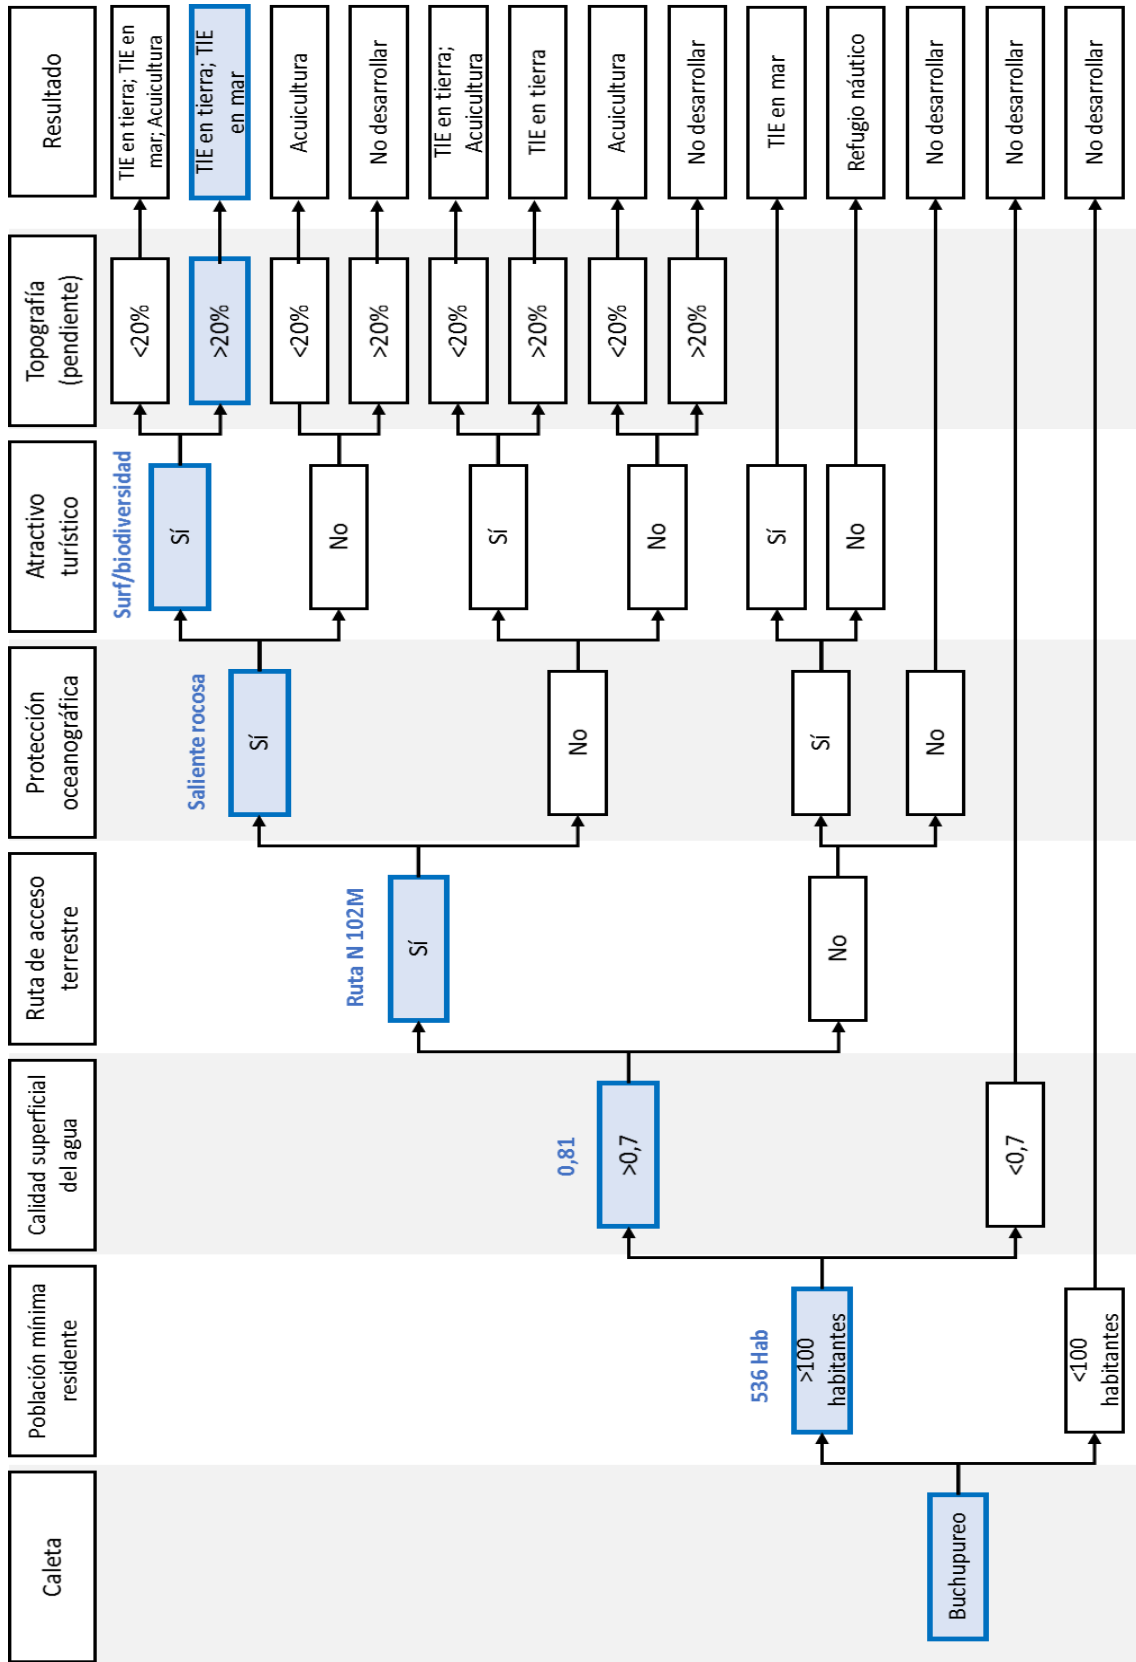 Caleta
Población mínima
residente
Calidad superficial
del agua
Ruta de acceso
terrestre
Protección
oceanográfica
Atractivo
turístico
Topografía
(pendiente)
Resultado
Buchupureo
536 Hab
>100
habitantes
<100
habitantes
0,81
>0,7
<0,7
Ruta N 102M
Sí
No
Saliente rocosa
Sí
No
Sí
No
Surf/biodiversidad
Sí
No
Sí
No
Sí
No
<20%
>20%
<20%
>20%
<20%
>20%
<20%
>20%
TIE en tierra; TIE en
mar; Acuicultura
TIE en tierra; TIE
en mar
Acuicultura
No desarrollar
TIE en tierra;
Acuicultura
TIE en tierra
Acuicultura
No desarrollar
TIE en mar
Refugio náutico
No desarrollar
No desarrollar
No desarrollar